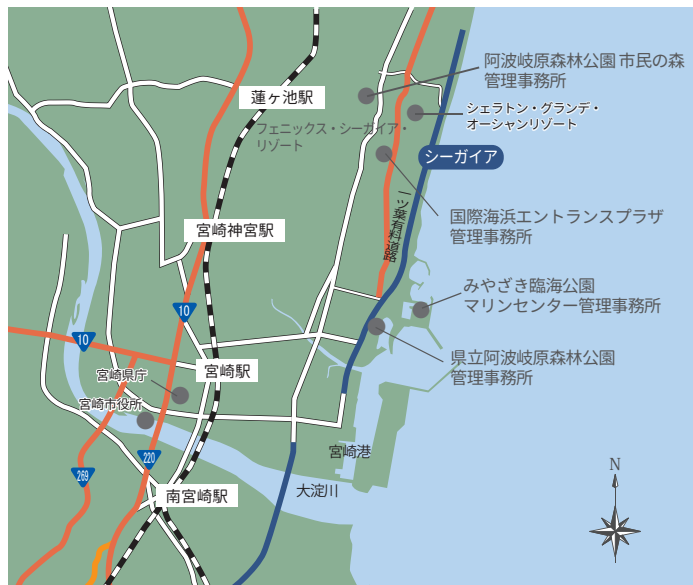 阿波岐原森林公園 市民の森
管理事務所
蓮ヶ池駅
シェラトン・グランデ・
オーシャンリゾート
フェニックス・シーガイア・
リゾート
シーガイア
一ツ葉有料道路
国際海浜エントランスプラザ
管理事務所
宮崎神宮駅
みやざき臨海公園
マリンセンター管理事務所
10
10
県立阿波岐原森林公園
管理事務所
宮崎駅
宮崎県庁
宮崎市役所
宮崎港
220
269
南宮崎駅
大淀川
N